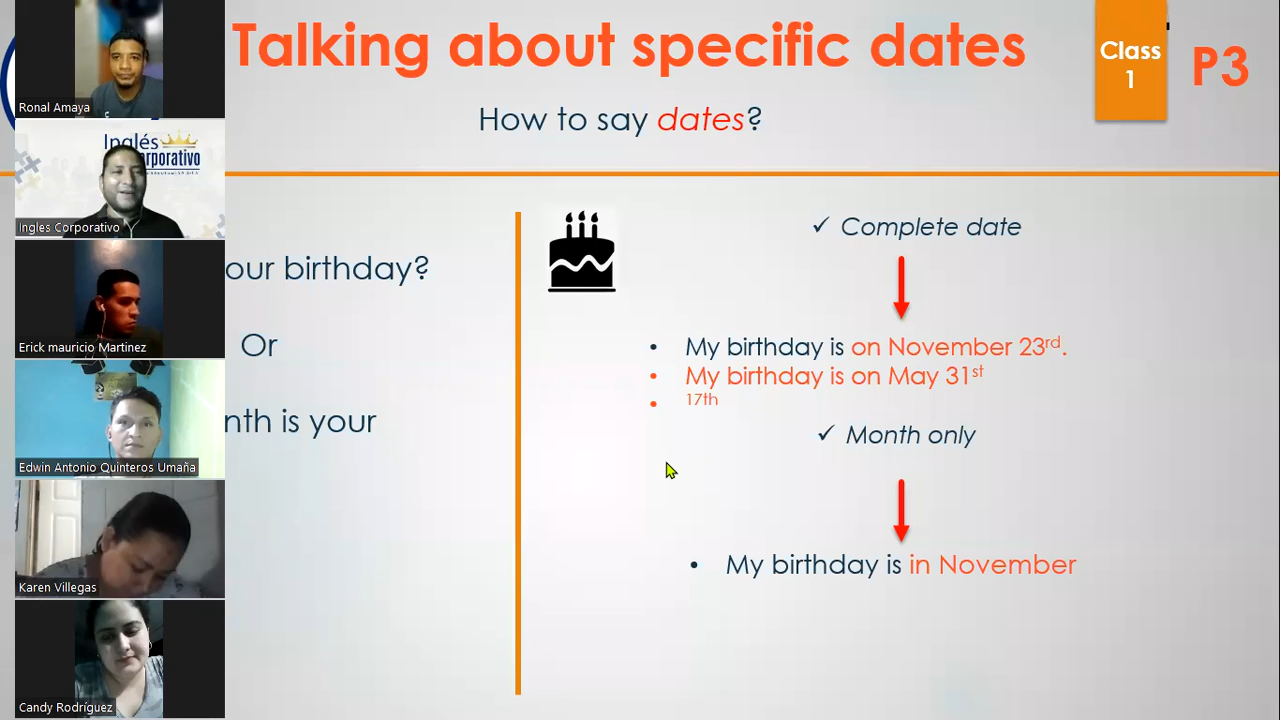 Talking about specific dates
Class
1
P3
How to say dates?
our birthday?
Or
nth is your
✓ Complete date
• My birthday is on November 23rd.
• My birthday is on May 31st
• 17th
✓ Month only
• My birthday is in November
Ronal Amaya
Inglés
orporativo
Ingles Corporativo
Erick mauricio Martinez
Edwin Antonio Quinteros Umaña
Karen Villegas
Candy Rodríguez